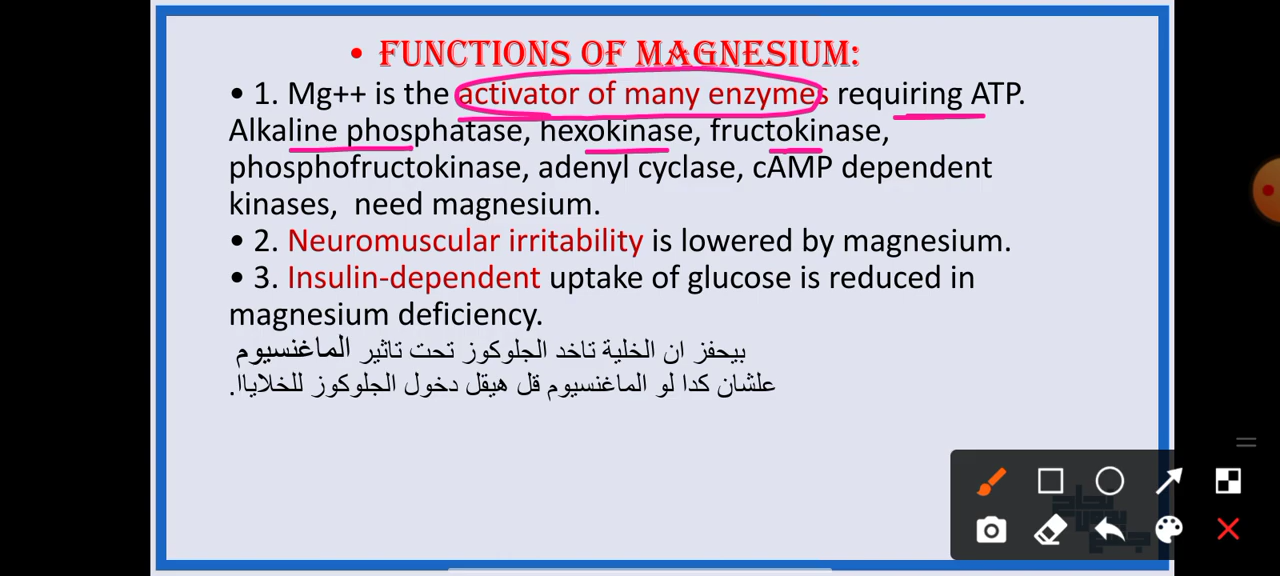 • FUNCTIONS OF MAGNESIUM:
• 1. Mg++ is the activator of many enzymes requiring ATP.
Alkaline phosphatase, hexokinase, fructokinase,
phosphofructokinase, adenyl cyclase, cAMP dependent
kinases, need magnesium.
• 2. Neuromuscular irritability is lowered by magnesium.
• 3. Insulin-dependent uptake of glucose is reduced in
magnesium deficiency.
بيحفز ان الخلية تاخد الجلوكوز تحت تاثير الماغنسيوم
علشان كدا لو الماغنسيوم قل هيقل دخول الجلوكوز للخلاياا.